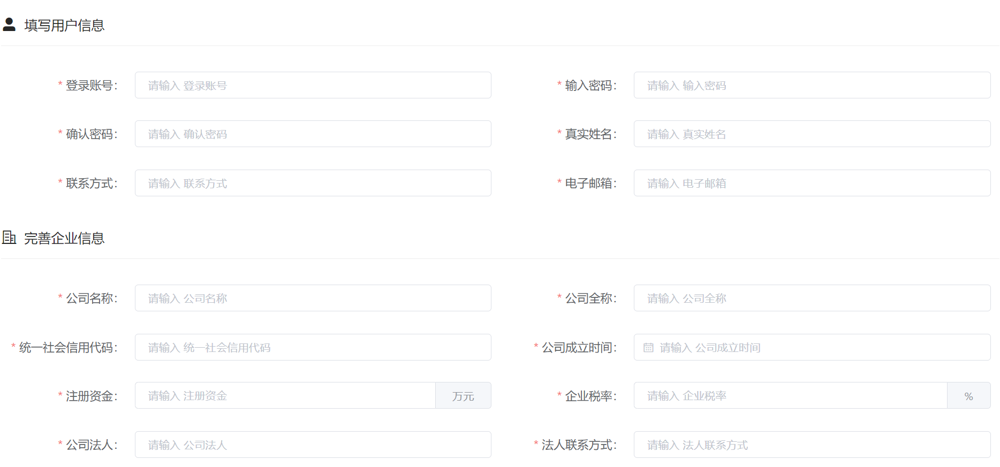 填写用户信息
* 登录账号： 请输入 登录账号 * 输入密码： 请输入 输入密码
* 确认密码： 请输入 确认密码 * 真实姓名： 请输入 真实姓名
* 联系方式： 请输入 联系方式 * 电子邮箱： 请输入 电子邮箱
完善企业信息
* 公司名称： 请输入 公司名称 * 公司全称： 请输入 公司全称
* 统一社会信用代码： 请输入 统一社会信用代码 * 公司成立时间： 请输入 公司成立时间
* 注册资金： 请输入 注册资金 万元 * 企业税率： 请输入 企业税率 %
* 公司法人： 请输入 公司法人 * 法人联系方式： 请输入 法人联系方式